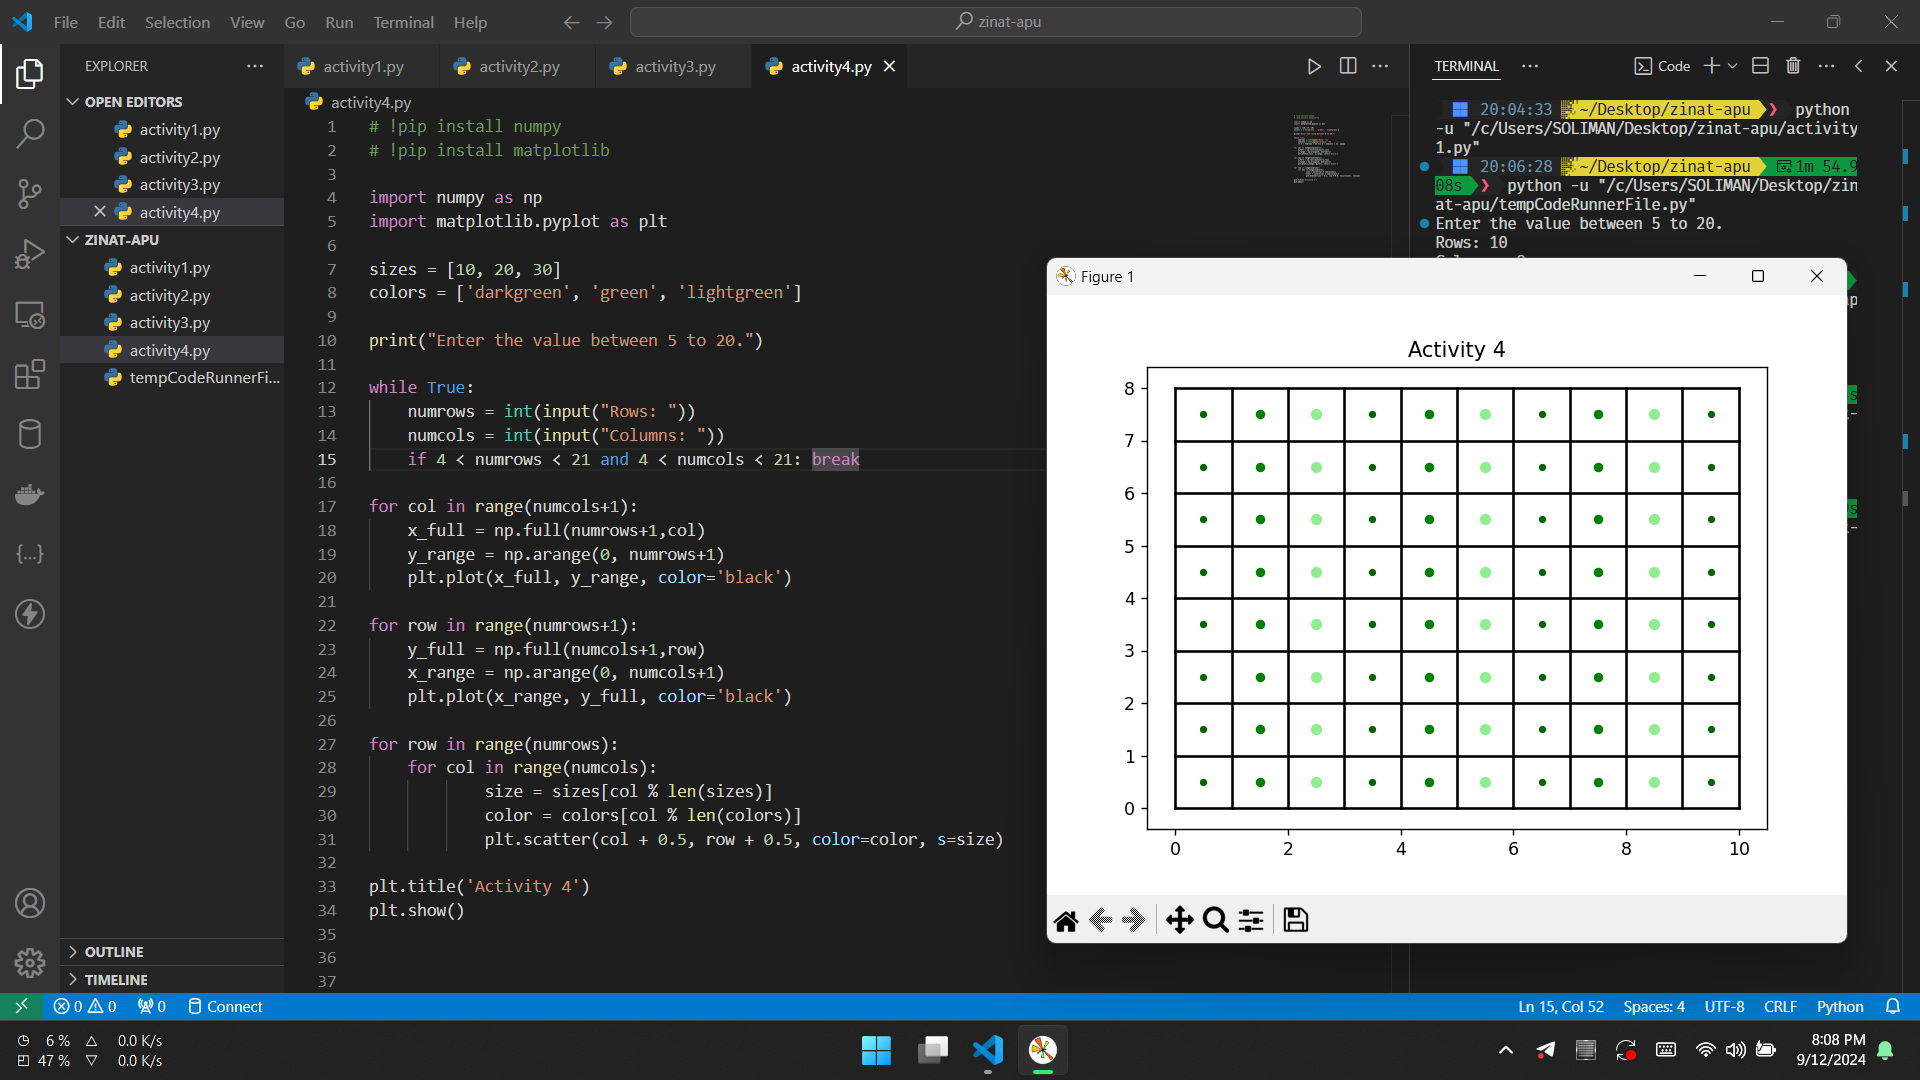 File Edit Selection View Go Run Terminal Help
zinat-apu
EXPLORER
OPEN EDITORS
activity1.py
activity2.py
activity3.py
activity4.py
ZINAT-APU
activity1.py
activity2.py
activity3.py
activity4.py
tempCodeRunnerFi...
OUTLINE
TIMELINE
activity1.py activity2.py activity3.py activity4.py
activity4.py
1 # !pip install numpy
2 # !pip install matplotlib
3
4 import numpy as np
5 import matplotlib.pyplot as plt
6
7 sizes = [10, 20, 30]
8 colors = ['darkgreen', 'green', 'lightgreen']
9
10 print("Enter the value between 5 to 20.")
11
12 while True:
13 numrows = int(input("Rows: "))
14 numcols = int(input("Columns: "))
15 if 4 < numrows < 21 and 4 < numcols < 21: break
16
17 for col in range(numcols+1):
18 x_full = np.full(numrows+1,col)
19 y_range = np.arange(0, numrows+1)
20 plt.plot(x_full, y_range, color='black')
21
22 for row in range(numrows+1):
23 y_full = np.full(numcols+1,row)
24 x_range = np.arange(0, numcols+1)
25 plt.plot(x_range, y_full, color='black')
26
27 for row in range(numrows):
28 for col in range(numcols):
29 size = sizes[col % len(sizes)]
30 color = colors[col % len(colors)]
31 plt.scatter(col + 0.5, row + 0.5, color=color, s=size)
32
33 plt.title('Activity 4')
34 plt.show()
35
36
37
TERMINAL
Code
20:04:33 ~/Desktop/zinat-apu python
-u "/c/Users/SOLIMAN/Desktop/zinat-apu/activity
1.py"
20:06:28 ~/Desktop/zinat-apu 1m 54.9
08s python -u "/c/Users/SOLIMAN/Desktop/zin
at-apu/tempCodeRunnerFile.py"
Enter the value between 5 to 20.
Rows: 10
Figure 1
Activity 4
8
7
6
5
4
3
2
1
0
0 2 4 6 8 10
0 0 0 Connect
Ln 15, Col 52 Spaces: 4 UTF-8 CRLF Python
6 % 0.0 K/s
47 % 0.0 K/s
8:08 PM
9/12/2024